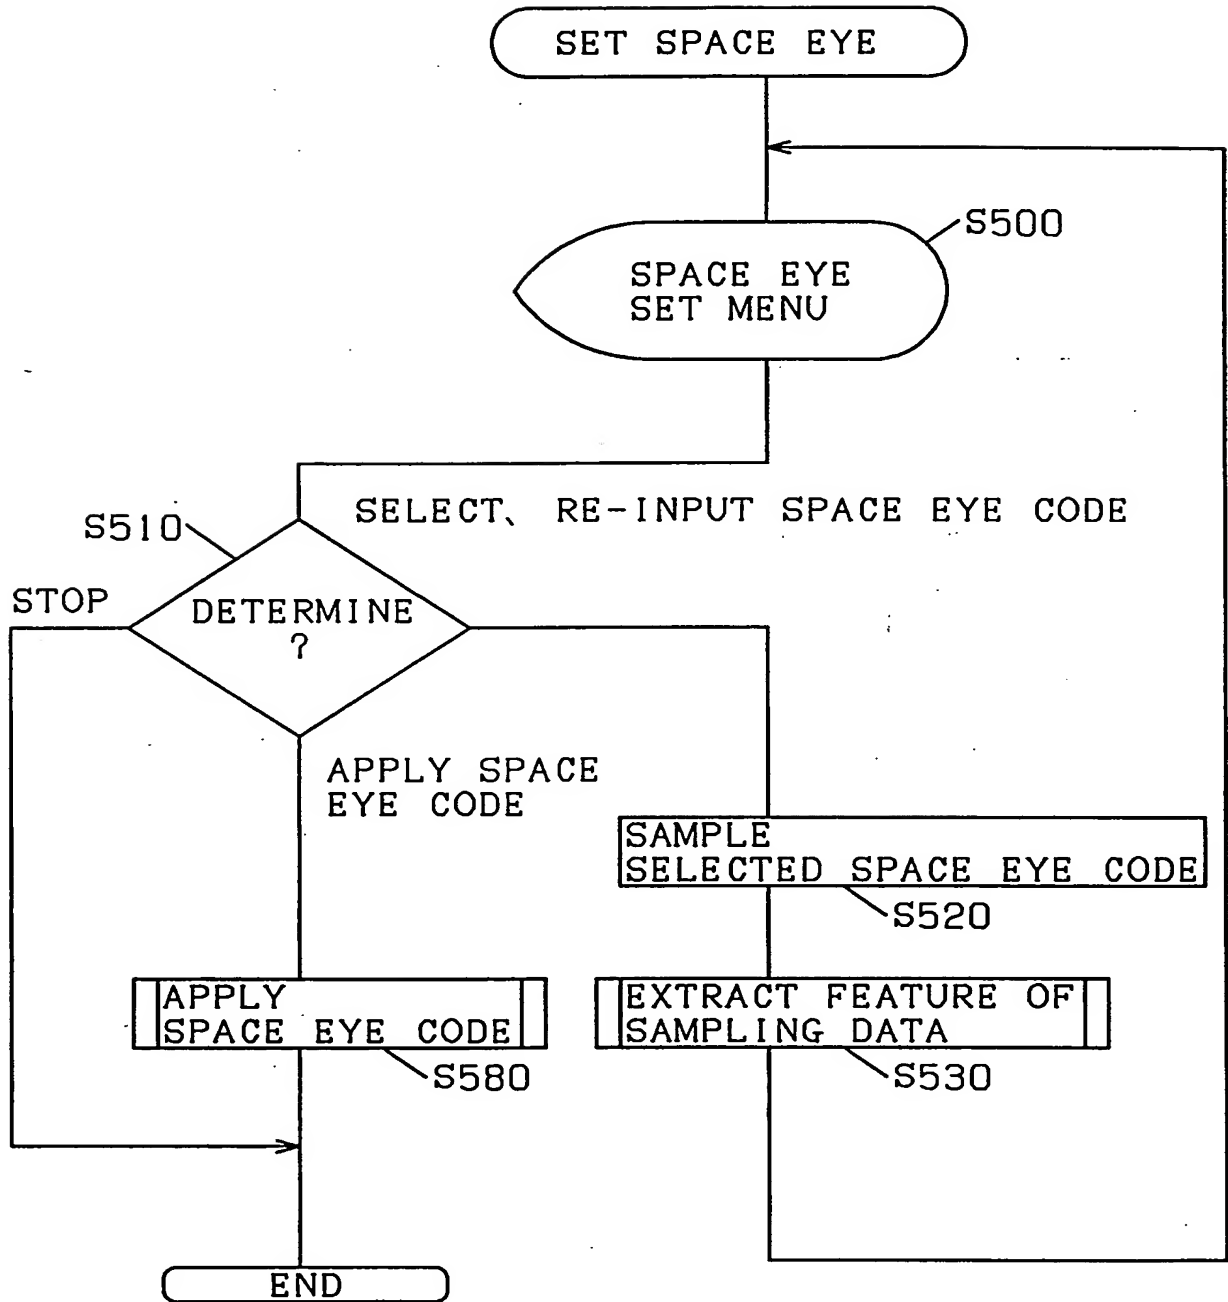 SET SPACE EYE
S500
SPACE EYE
SET MENU
SELECT、 RE-INPUT SPACE EYE CODE
S510
STOP
DETERMINE
?
APPLY SPACE
EYE CODE
SAMPLE
SELECTED SPACE EYE CODE
S520
APPLY
SPACE EYE CODE
S580
EXTRACT FEATURE OF
SAMPLING DATA
S530
END